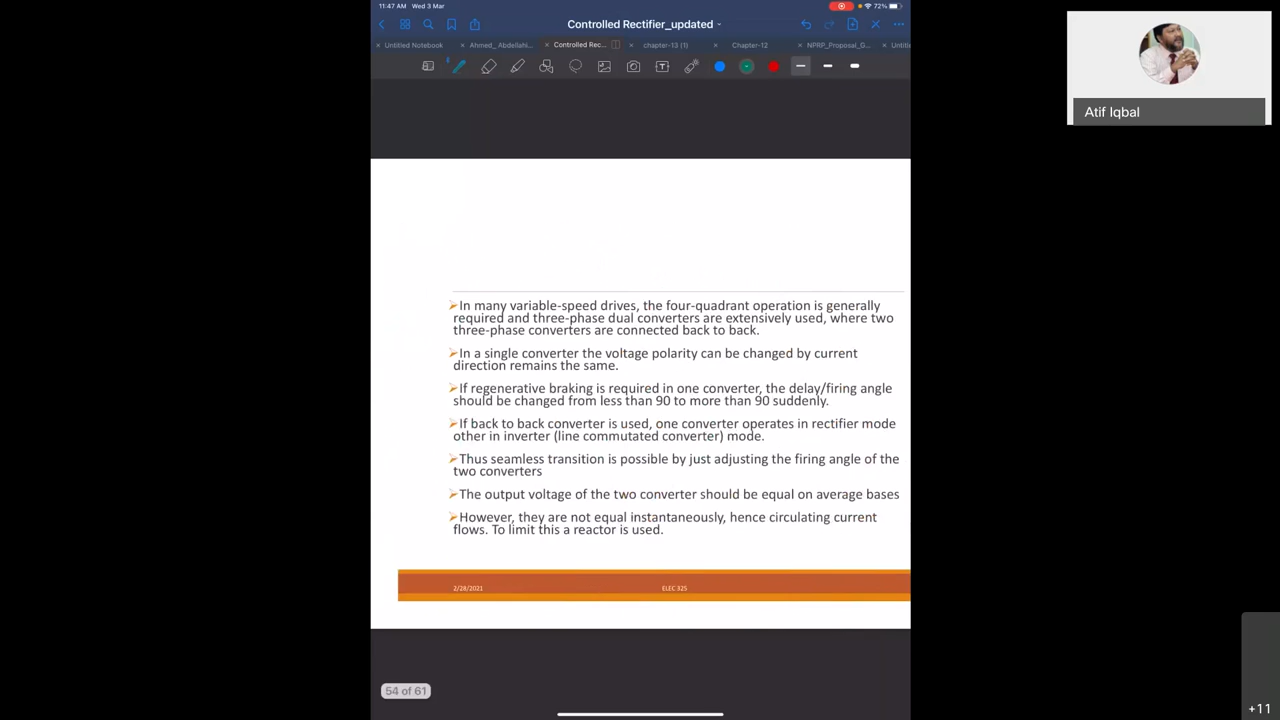 11:47 AM Wed 3 Mar
72%
Controlled Rectifier_updated
Untitled Notebook
Ahmed_ Abdellahi...
Controlled Rec...
chapter-13 (1)
Chapter-12
NPRP_Proposal_G...
Untitl
Atif Iqbal
In many variable-speed drives, the four-quadrant operation is generally
required and three-phase dual converters are extensively used, where two
three-phase converters are connected back to back.
In a single converter the voltage polarity can be changed by current
direction remains the same.
If regenerative braking is required in one converter, the delay/firing angle
should be changed from less than 90 to more than 90 suddenly.
If back to back converter is used, one converter operates in rectifier mode
other in inverter (line commutated converter) mode.
Thus seamless transition is possible by just adjusting the firing angle of the
two converters
The output voltage of the two converter should be equal on average bases
However, they are not equal instantaneously, hence circulating current
flows. To limit this a reactor is used.
2/28/2021
ELEC 325
54 of 61
+11